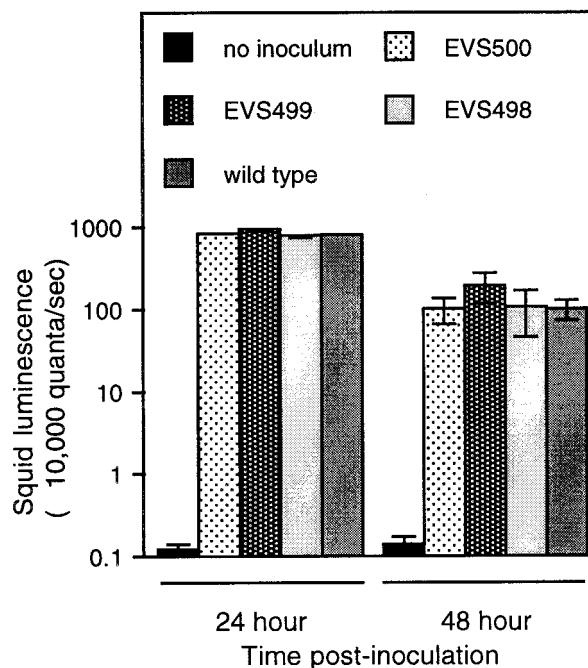 no inoculum
EVS500
EVS499
EVS498
wild type
Squid luminescence
( 10,000 quanta/sec)
1000
100
10
1
0.1
24 hour
48 hour
Time post-inoculation